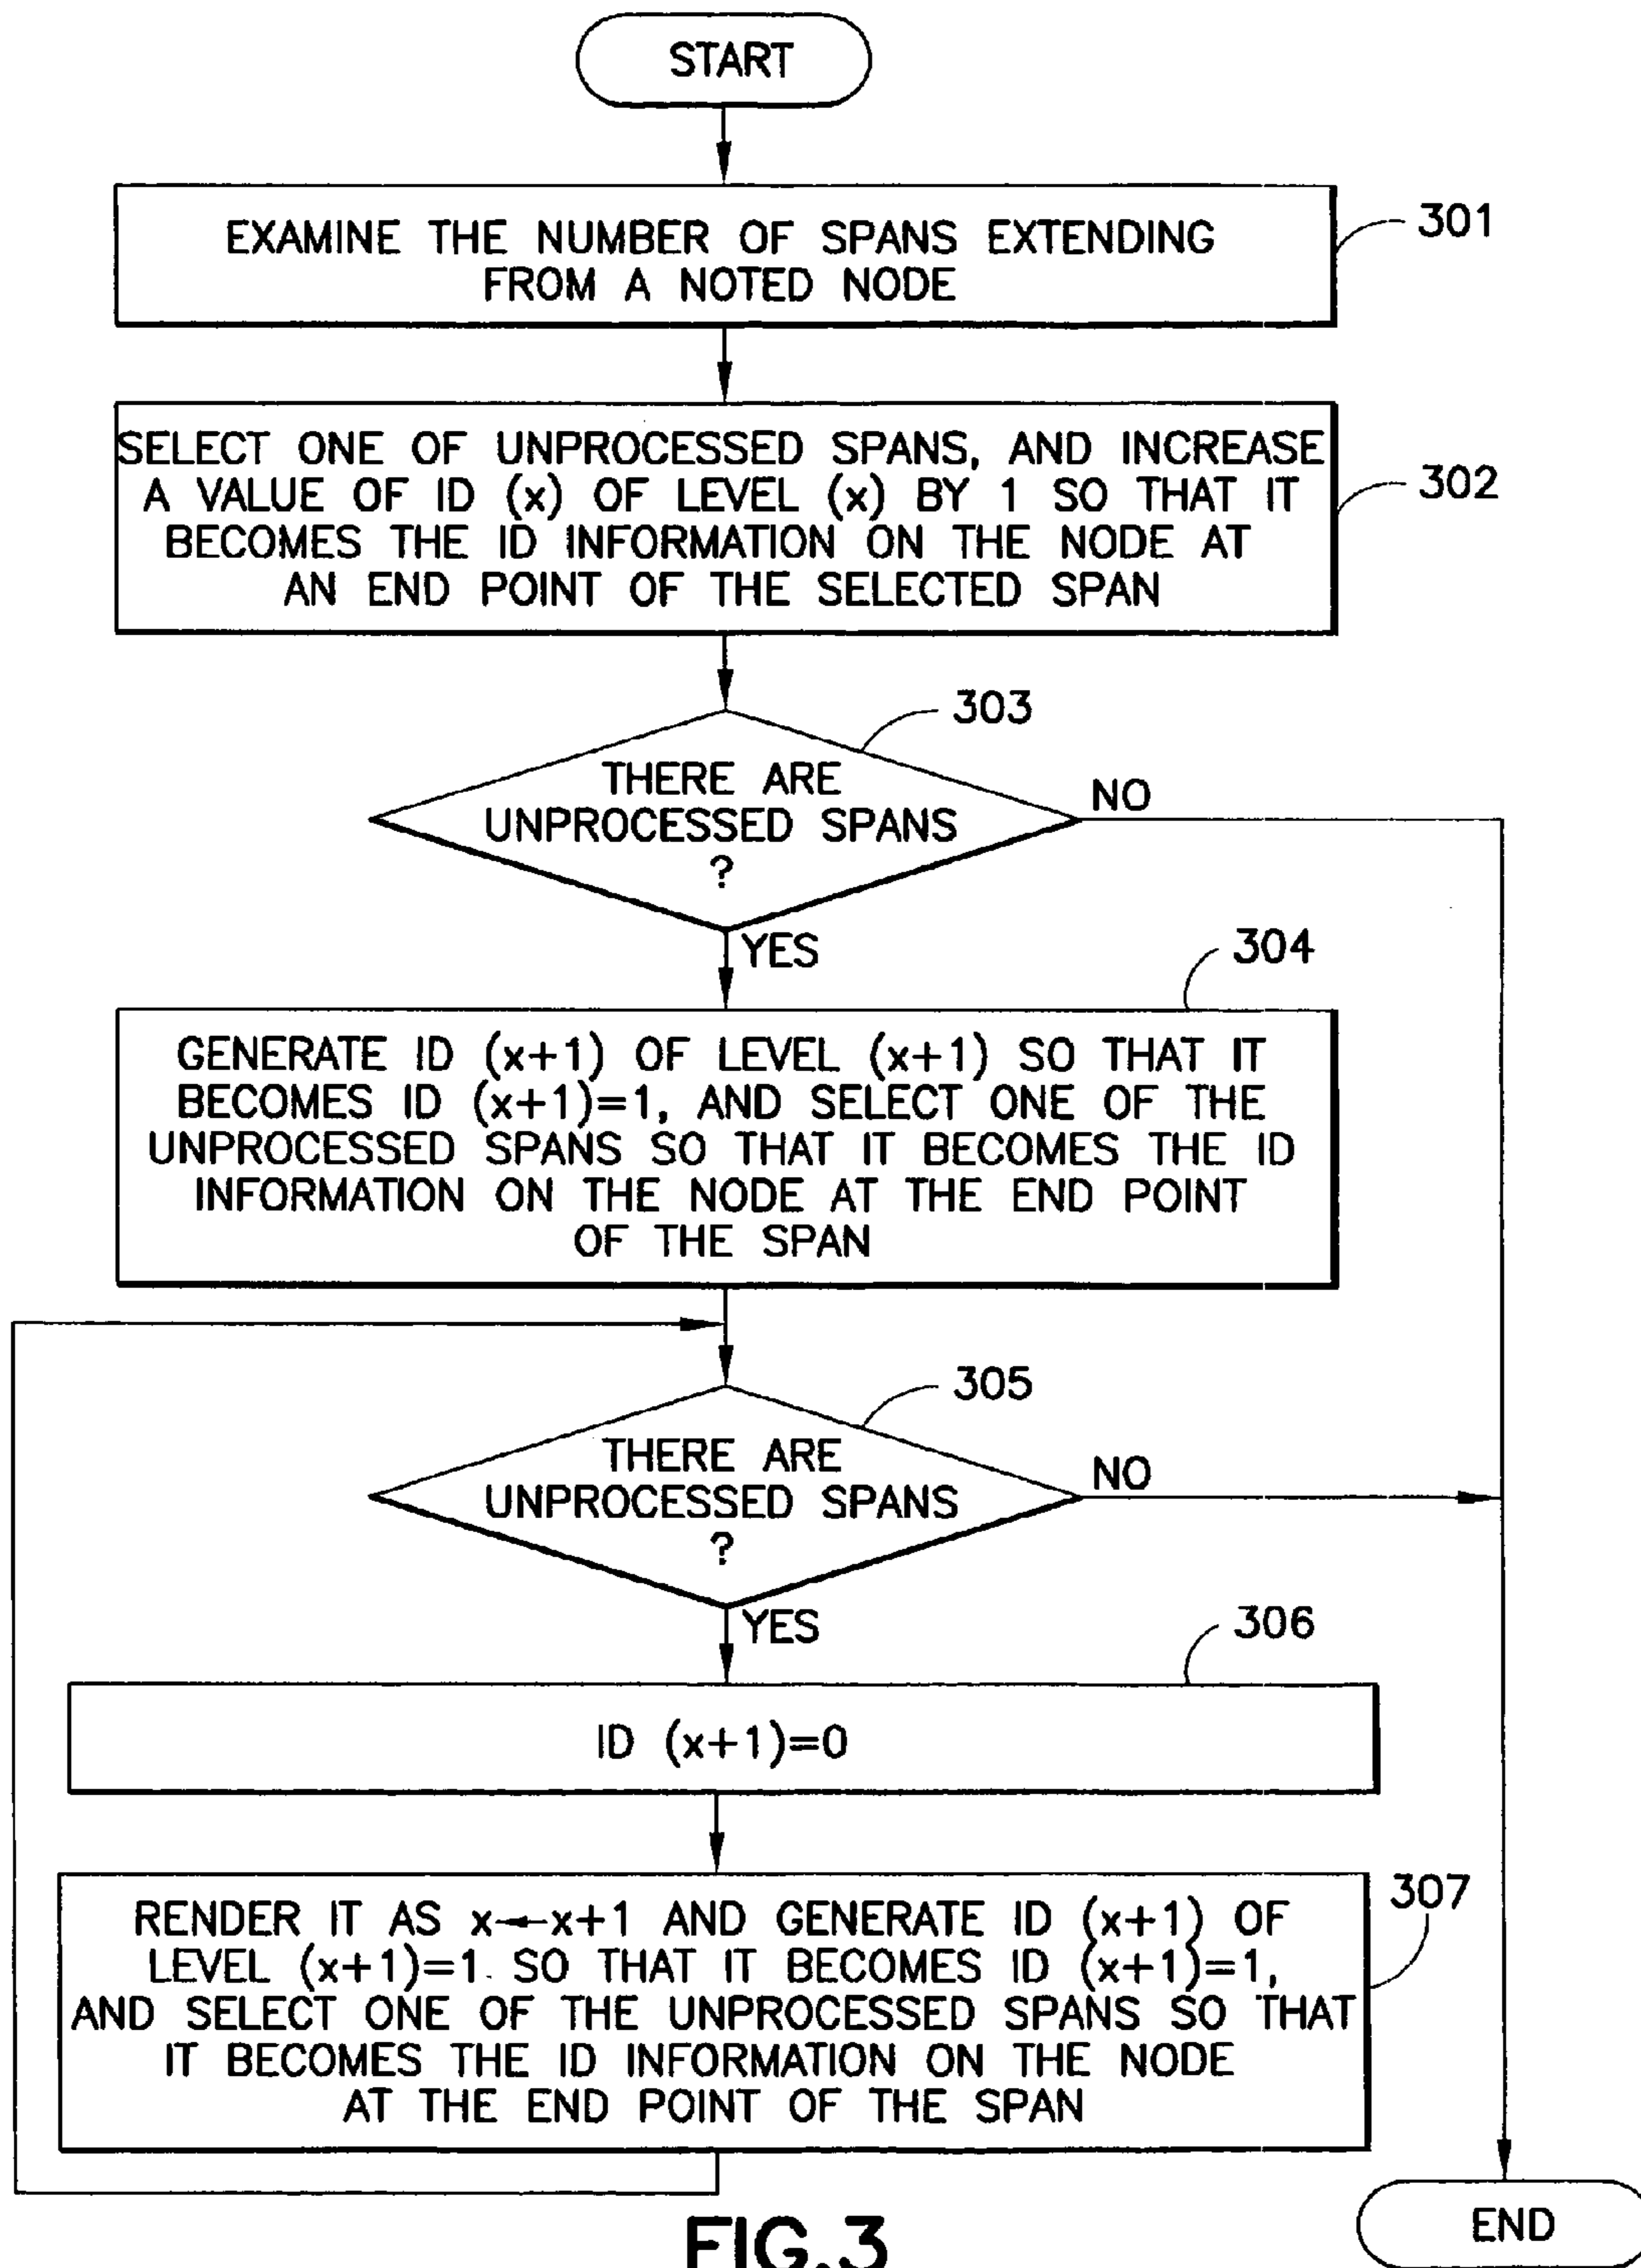 START
EXAMINE THE NUMBER OF SPANS EXTENDING
FROM A NOTED NODE
301
SELECT ONE OF UNPROCESSED SPANS, AND INCREASE
A VALUE OF ID (x) OF LEVEL (x) BY 1 SO THAT IT
BECOMES THE ID INFORMATION ON THE NODE AT
AN END POINT OF THE SELECTED SPAN
302
303
THERE ARE
UNPROCESSED SPANS
?
NO
YES
304
GENERATE ID (x+1) OF LEVEL (x+1) SO THAT IT
BECOMES ID (x+1)=1, AND SELECT ONE OF THE
UNPROCESSED SPANS SO THAT IT BECOMES THE ID
INFORMATION ON THE NODE AT THE END POINT
OF THE SPAN
305
THERE ARE
UNPROCESSED SPANS
?
NO
YES
306
ID (x+1)=0
307
RENDER IT AS x←x+1 AND GENERATE ID (x+1) OF
LEVEL (x+1)=1 SO THAT IT BECOMES ID (x+1)=1,
AND SELECT ONE OF THE UNPROCESSED SPANS SO THAT
IT BECOMES THE ID INFORMATION ON THE NODE
AT THE END POINT OF THE SPAN
END
FIG.3